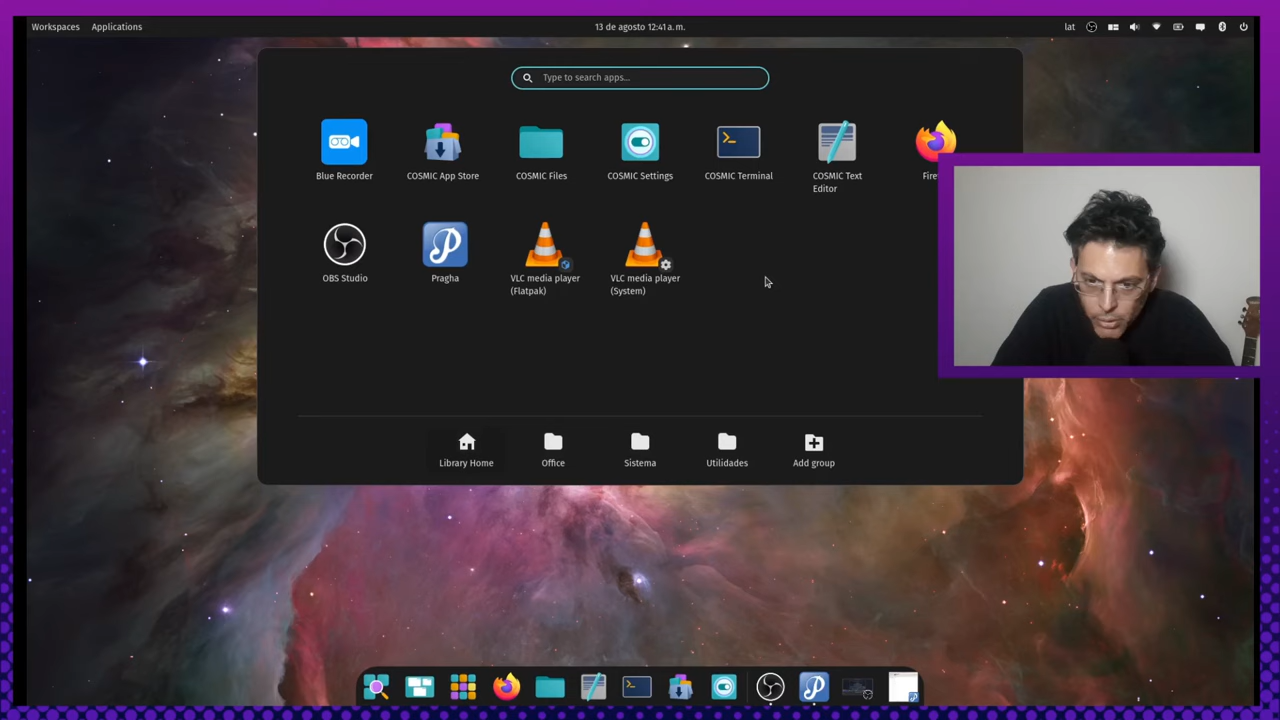 Workspaces Applications 13 de agosto 12:41 a. m. lat
Type to search apps...
Blue Recorder COSMIC App Store COSMIC Files COSMIC Settings COSMIC Terminal COSMIC Text Editor
OBS Studio Pragha VLC media player (Flatpak) VLC media player (System)
Library Home Office Sistema Utilidades Add group